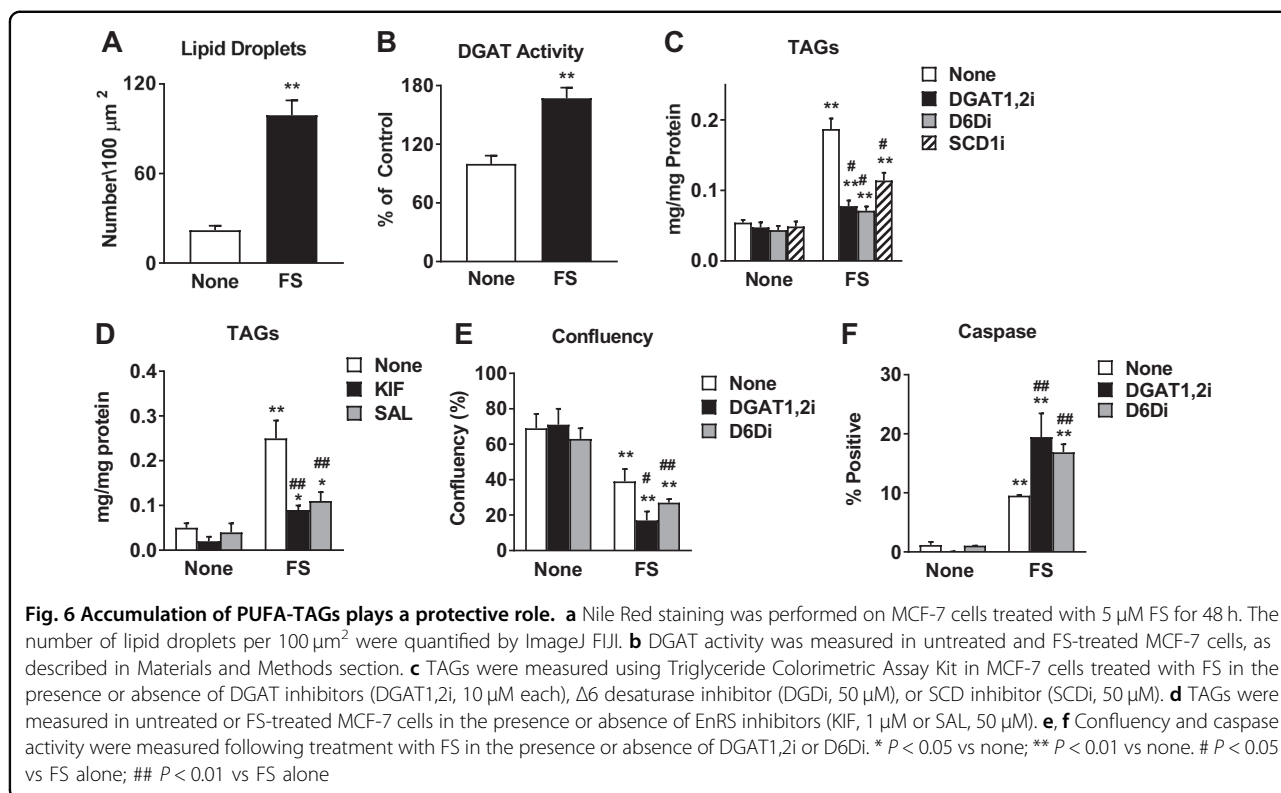 A
Lipid Droplets
Number\100 μm 2
120
60
0
**
None FS
B
DGAT Activity
% of Control
180
120
60
0
**
None FS
C
TAGs
mg/mg Protein
0.2
0.1
0.0
**
#
**
#
**
#
**
None FS
None
DGAT1,2i
D6Di
SCD1i
D
TAGs
mg/mg protein
0.4
0.3
0.2
0.1
0.0
**
##
*
##
*
None FS
None
KIF
SAL
E
Confluency
Confluency (%)
100
80
60
40
20
0
**
#
**
##
**
None FS
None
DGAT1,2i
D6Di
F
Caspase
% Positive
30
20
10
0
**
##
**
##
**
None FS
None
DGAT1,2i
D6Di
Fig. 6 Accumulation of PUFA-TAGs plays a protective role. a Nile Red staining was performed on MCF-7 cells treated with 5 μM FS for 48 h. The
number of lipid droplets per 100 μm² were quantified by ImageJ FIJI. b DGAT activity was measured in untreated and FS-treated MCF-7 cells, as
described in Materials and Methods section. c TAGs were measured using Triglyceride Colorimetric Assay Kit in MCF-7 cells treated with FS in the
presence or absence of DGAT inhibitors (DGAT1,2i, 10 μM each), Δ6 desaturase inhibitor (DGDi, 50 μM), or SCD inhibitor (SCDi, 50 μM). d TAGs were
measured in untreated or FS-treated MCF-7 cells in the presence or absence of EnRS inhibitors (KIF, 1 μM or SAL, 50 μM). e, f Confluency and caspase
activity were measured following treatment with FS in the presence or absence of DGAT1,2i or D6Di. * P < 0.05 vs none; ** P < 0.01 vs none. # P < 0.05
vs FS alone; ## P < 0.01 vs FS alone